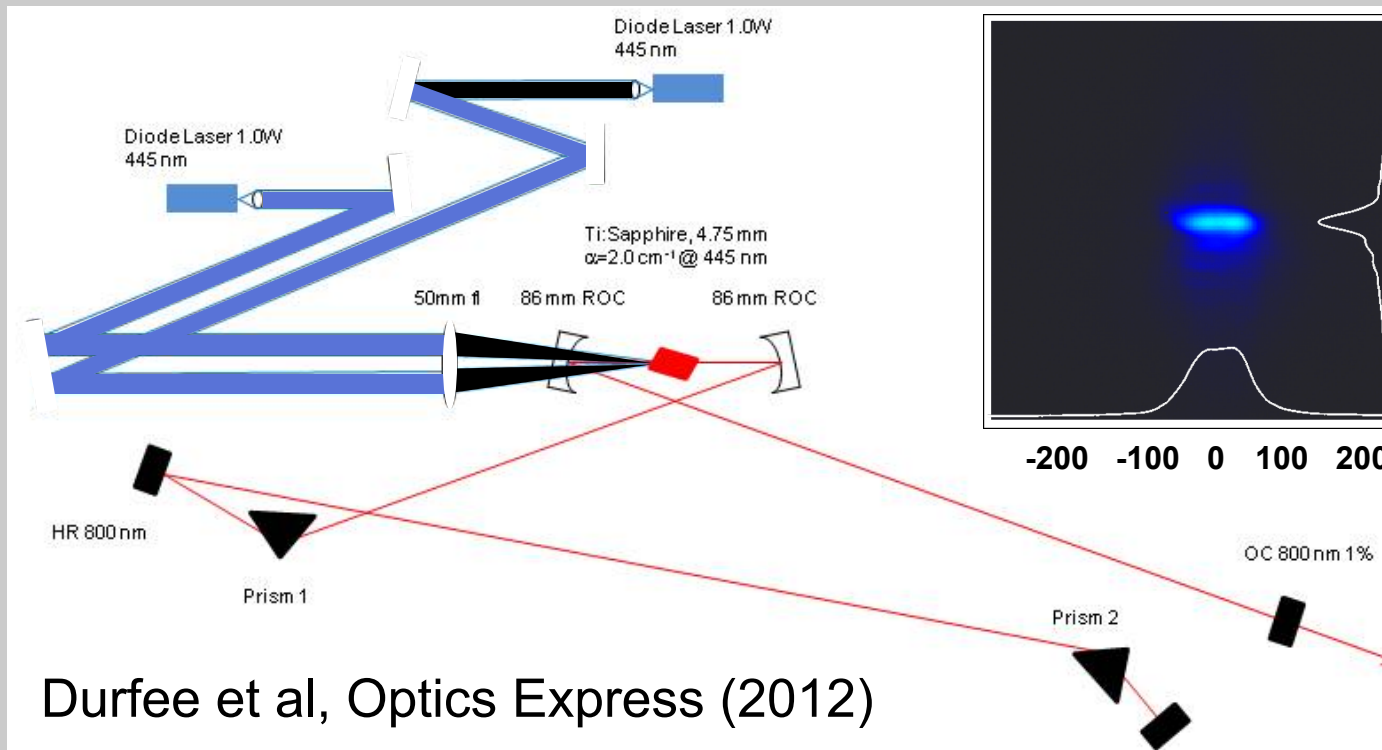 Diode Laser 1.0W
445 nm
Diode Laser 1.0W
445 nm
Ti:Sapphire, 4.75 mm
α=2.0 cm⁻¹ @ 445 nm
50mm fl
86 mm ROC
86 mm ROC
-200 -100 0 100 200
HR 800 nm
OC 800 nm 1%
Prism 1
Prism 2
Durfee et al, Optics Express (2012)